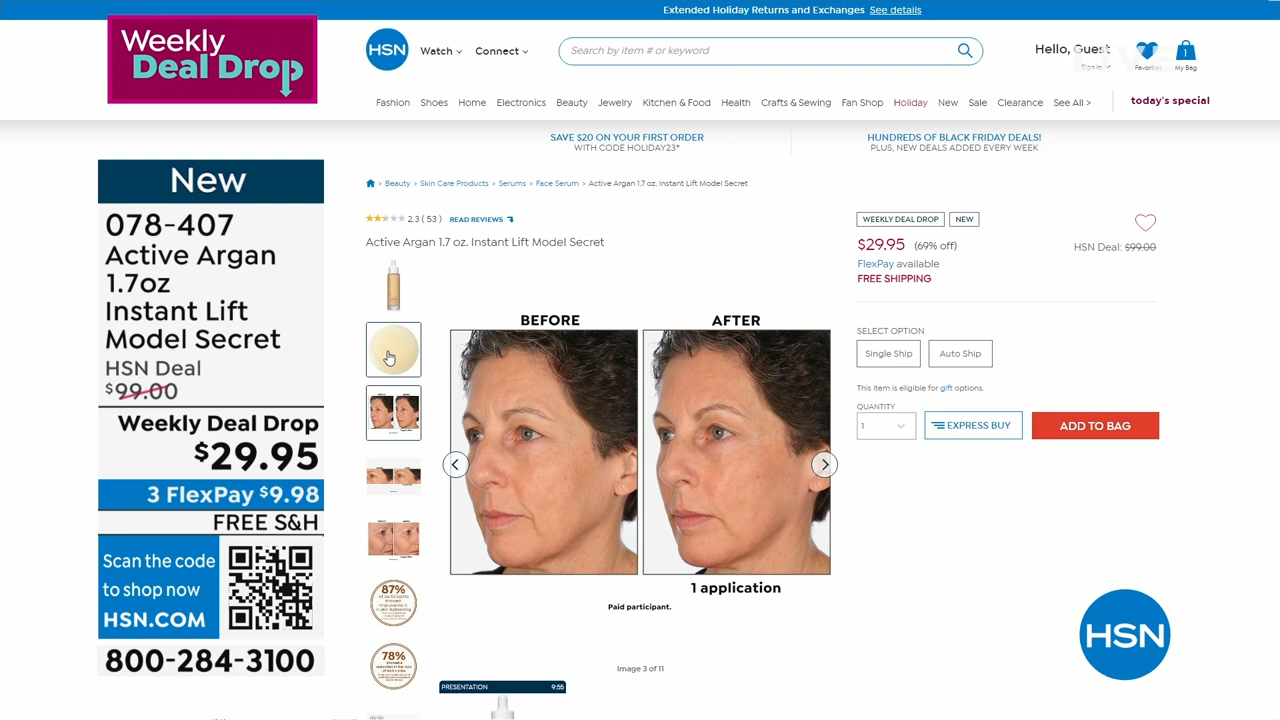 Extended Holiday Returns and Exchanges See details
Weekly
Deal Drop
HSN
Watch
Connect
Search by item # or keyword
Hello, Guest
Sign In
Favorites
1
My Bag
Fashion Shoes Home Electronics Beauty Jewelry Kitchen & Food Health Crafts & Sewing Fan Shop Holiday New Sale Clearance See All >
today's special
SAVE $20 ON YOUR FIRST ORDER
WITH CODE HOLIDAY23*
HUNDREDS OF BLACK FRIDAY DEALS!
PLUS, NEW DEALS ADDED EVERY WEEK
New
078-407
Active Argan
1.7oz
Instant Lift
Model Secret
HSN Deal
$99.00
Weekly Deal Drop
$29.95
3 FlexPay $9.98
FREE S&H
Scan the code
to shop now
HSN.COM
800-284-3100
> Beauty > Skin Care Products > Serums > Face Serum > Active Argan 1.7 oz. Instant Lift Model Secret
2.3 ( 53 ) READ REVIEWS
Active Argan 1.7 oz. Instant Lift Model Secret
BEFORE
AFTER
1 application
Paid participant.
87%
78%
Image 3 of 11
PRESENTATION 9:55
WEEKLY DEAL DROP NEW
$29.95 (69% off)
HSN Deal: $99.00
FlexPay available
FREE SHIPPING
SELECT OPTION
Single Ship
Auto Ship
This item is eligible for gift options.
QUANTITY
1
EXPRESS BUY
ADD TO BAG
HSN